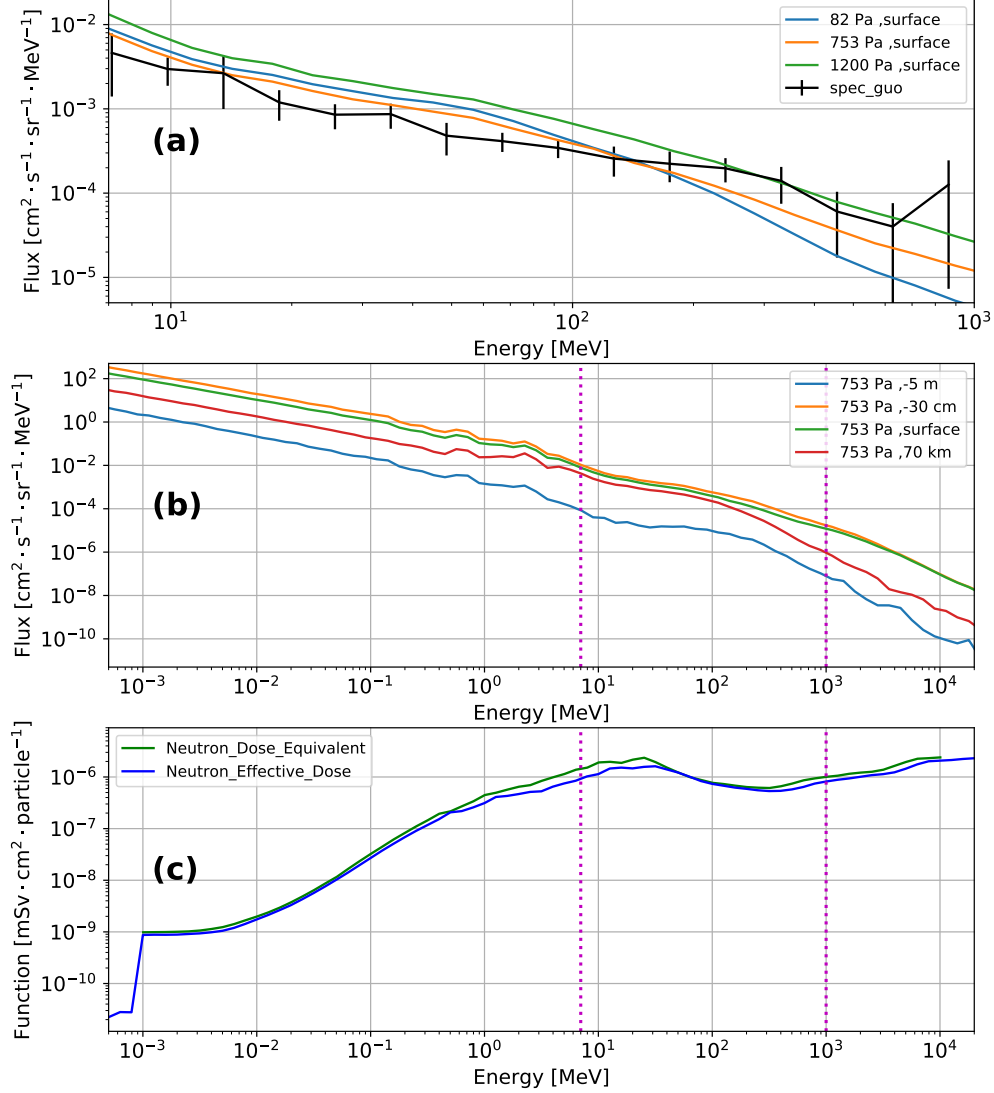 10⁻²
10⁻³
10⁻⁴
10⁻⁵
Flux [cm² · s⁻¹ · sr⁻¹ · MeV⁻¹]
82 Pa ,surface
753 Pa ,surface
1200 Pa ,surface
spec_guo
(a)
10¹ 10² 10³
Energy [MeV]
10²
10⁰
10⁻²
10⁻⁴
10⁻⁶
10⁻⁸
10⁻¹⁰
Flux [cm² · s⁻¹ · sr⁻¹ · MeV⁻¹]
753 Pa ,-5 m
753 Pa ,-30 cm
753 Pa ,surface
753 Pa ,70 km
(b)
10⁻³ 10⁻² 10⁻¹ 10⁰ 10¹ 10² 10³ 10⁴
Energy [MeV]
10⁻⁶
10⁻⁷
10⁻⁸
10⁻⁹
10⁻¹⁰
Function [mSv · cm² · particle⁻¹]
Neutron_Dose_Equivalent
Neutron_Effective_Dose
(c)
10⁻³ 10⁻² 10⁻¹ 10⁰ 10¹ 10² 10³ 10⁴
Energy [MeV]